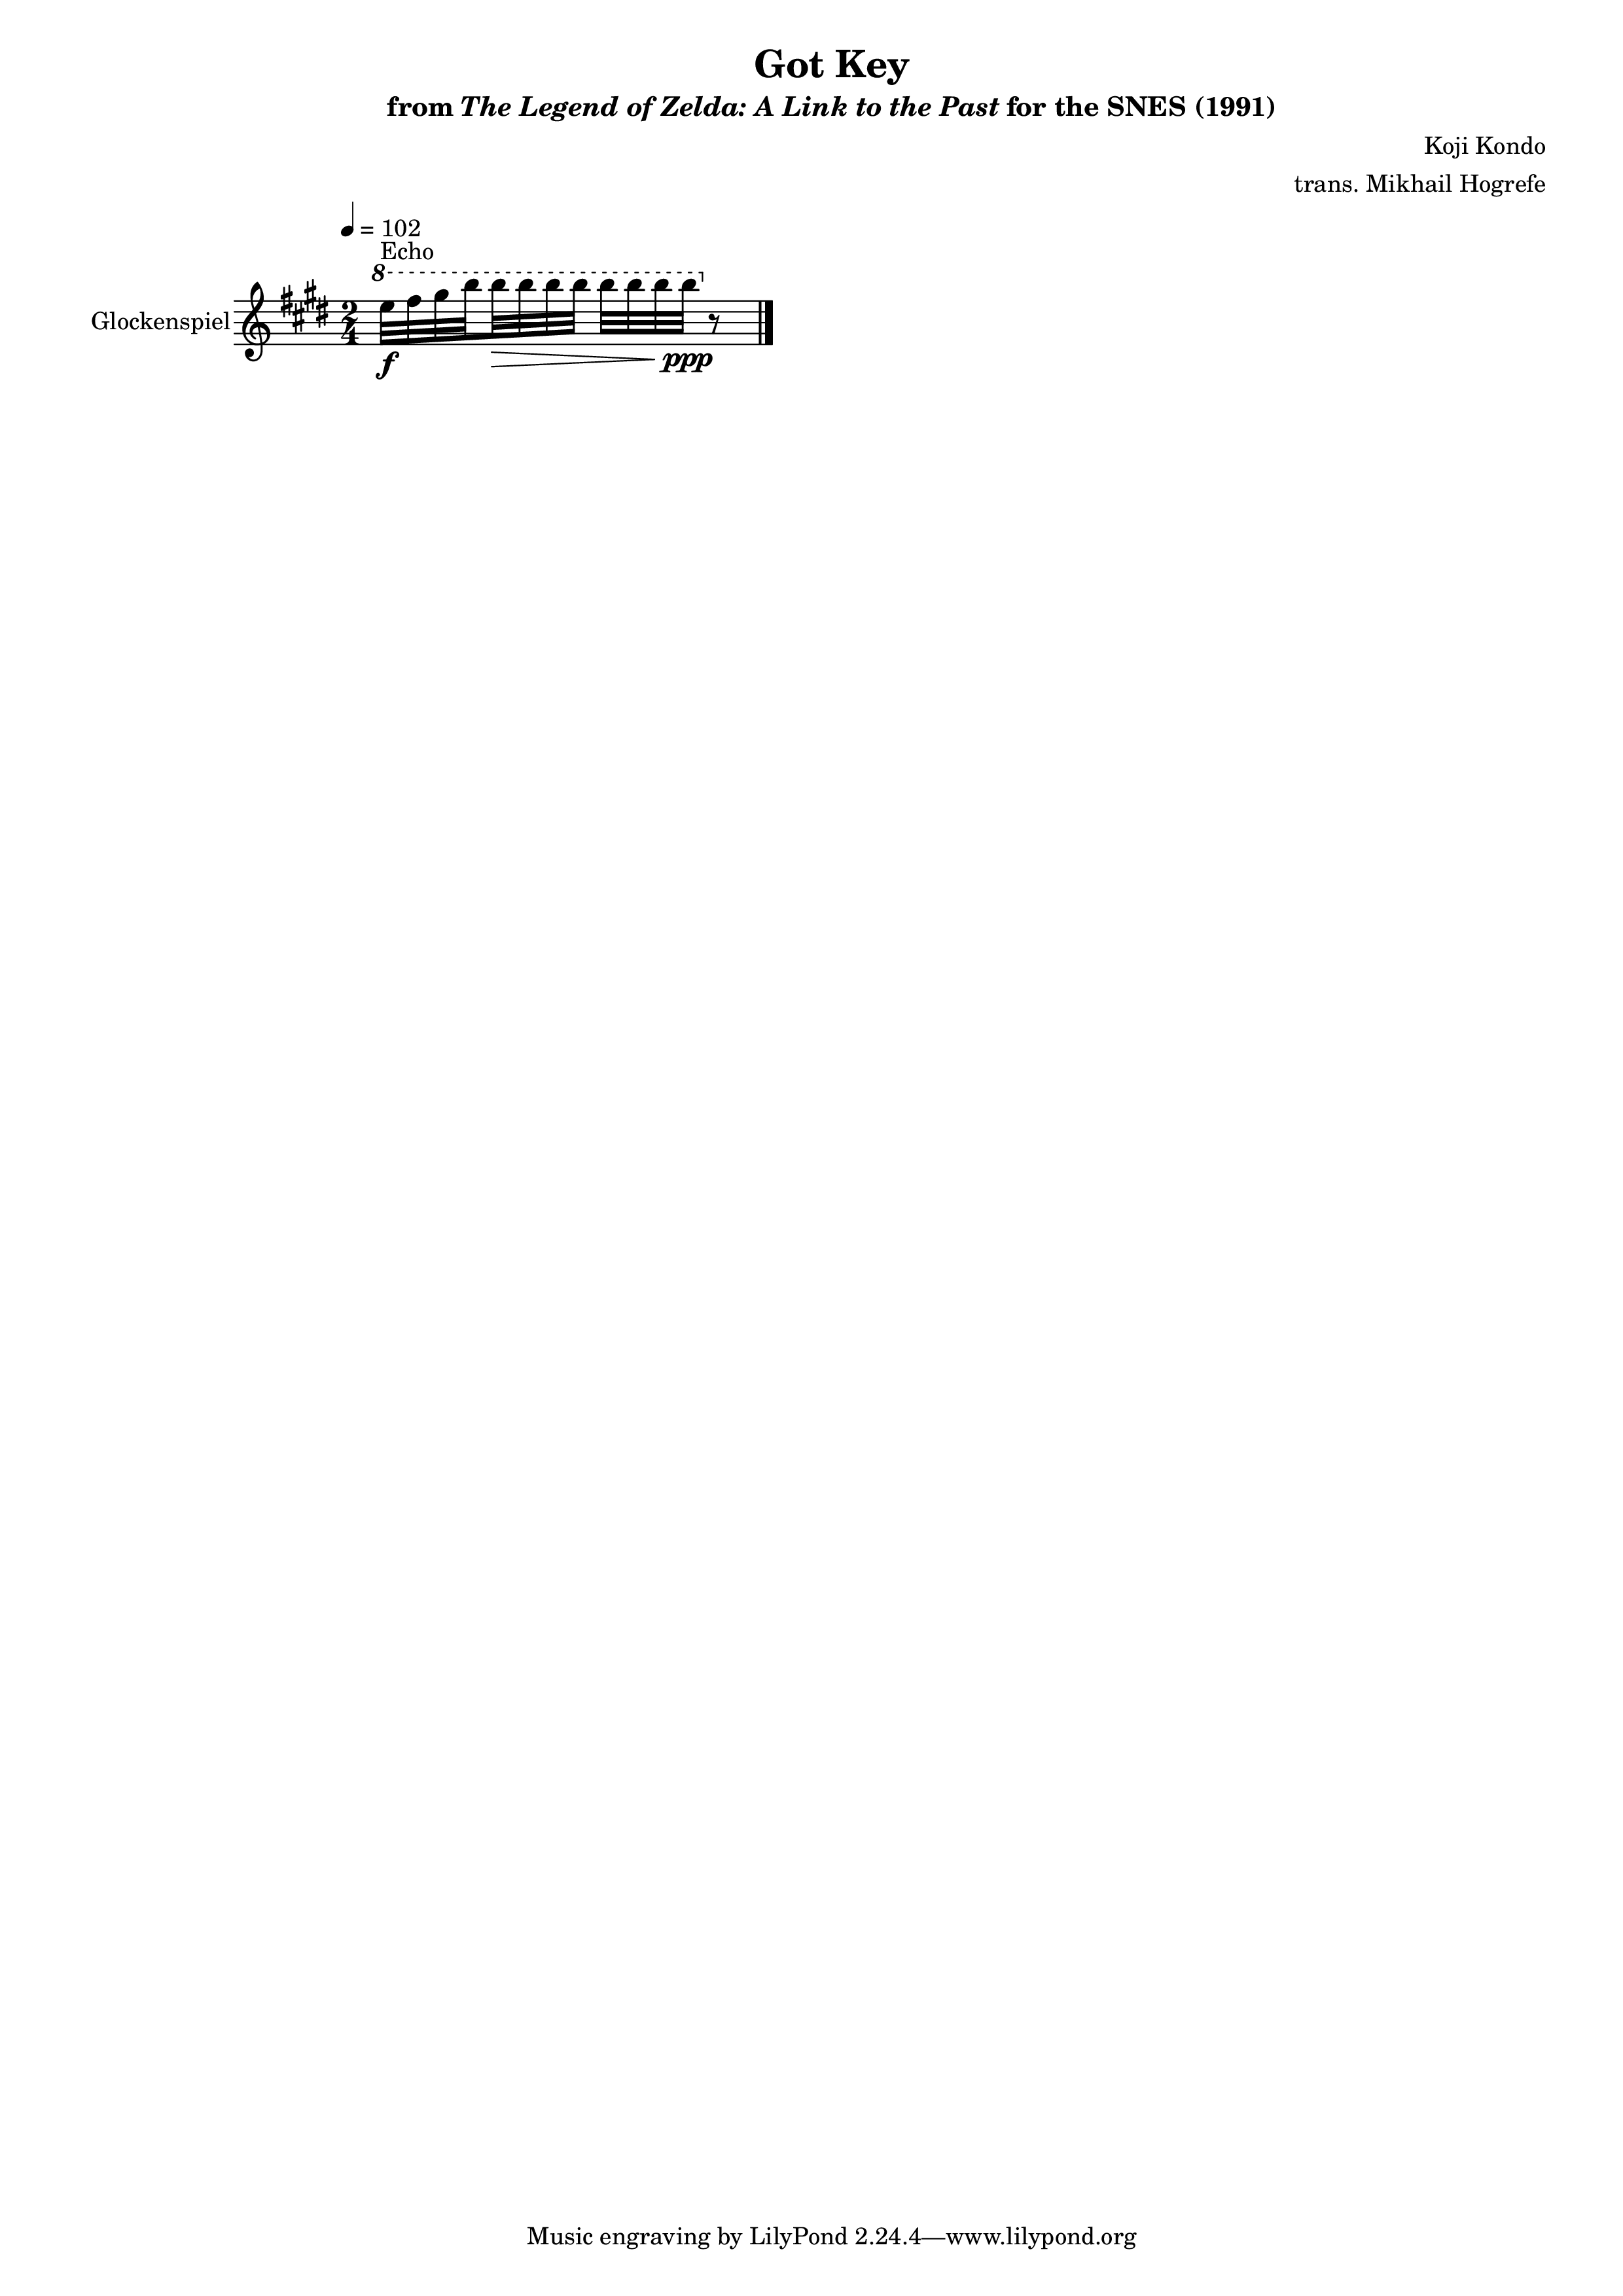 Got Key
from The Legend of Zelda: A Link to the Past for the SNES (1991)
Koji Kondo
trans. Mikhail Hogrefe
= 102
Echo
8
Glockenspiel
2
4
f
ppp
Music engraving by LilyPond 2.24.4—www.lilypond.org